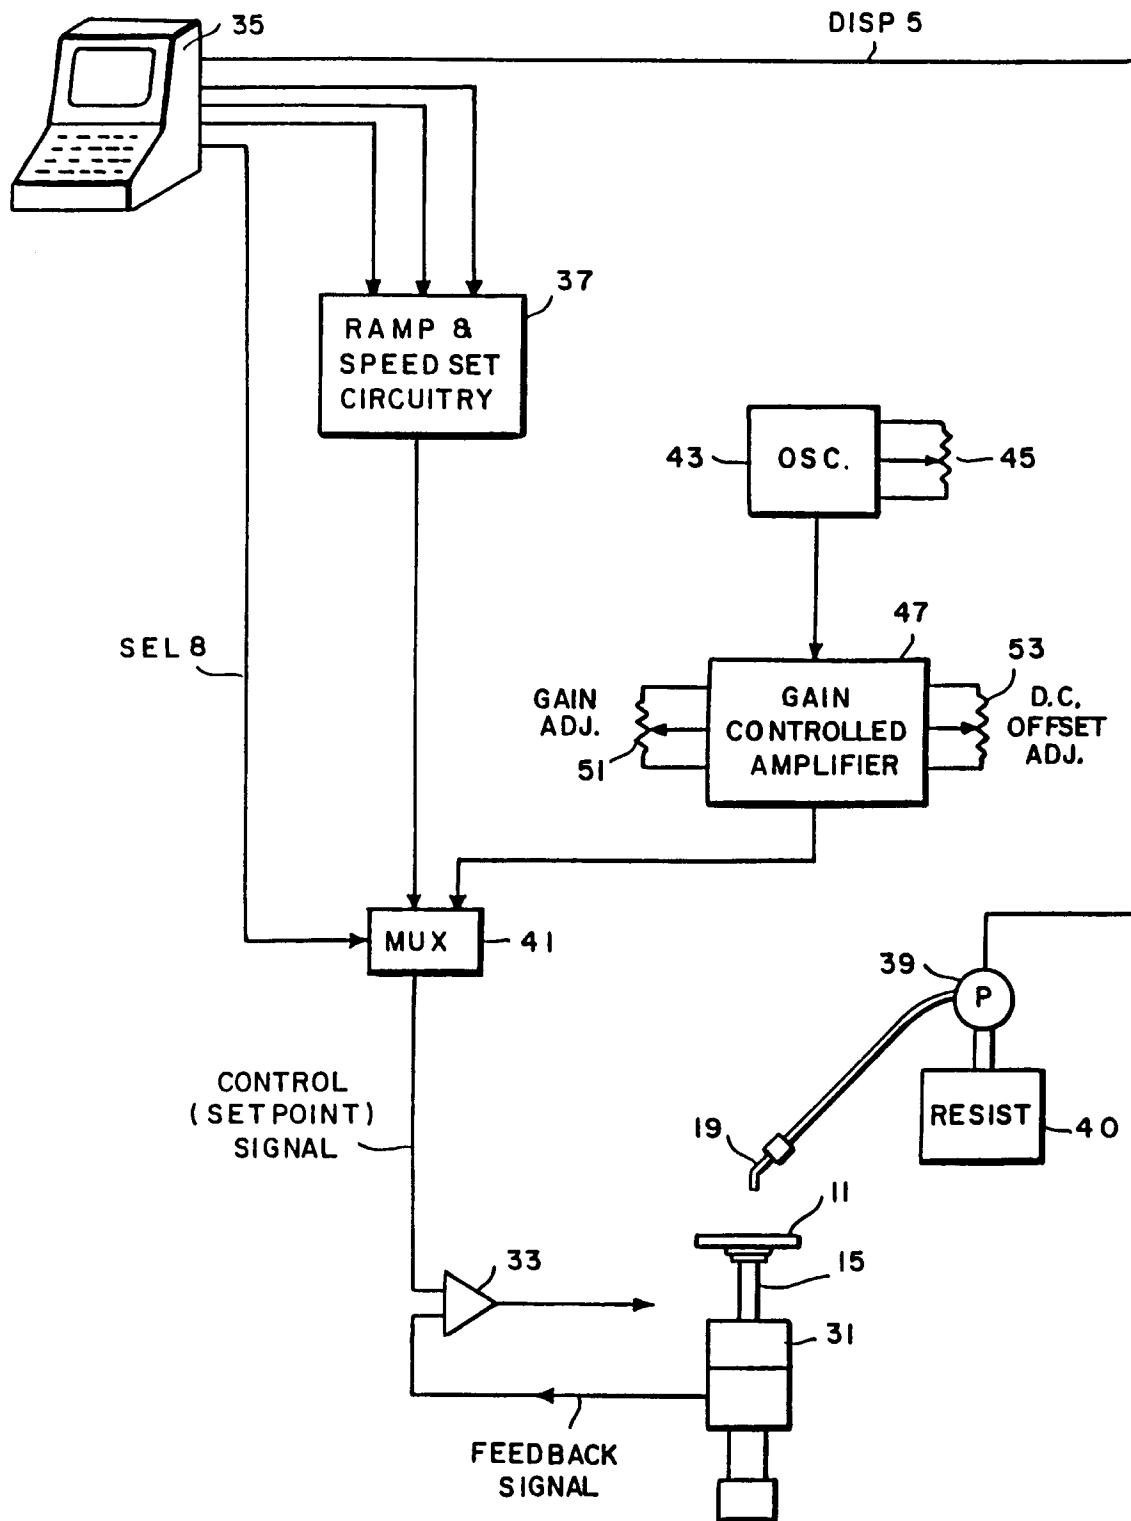 35
DISP 5
37
RAMP &
SPEED SET
CIRCUITRY
43
OSC.
45
SEL 8
47
53
GAIN
ADJ.
51
GAIN
CONTROLLED
AMPLIFIER
D.C.
OFFSET
ADJ.
MUX
41
39
P
CONTROL
(SETPOINT)
SIGNAL
RESIST
40
19
11
33
15
31
FEEDBACK
SIGNAL